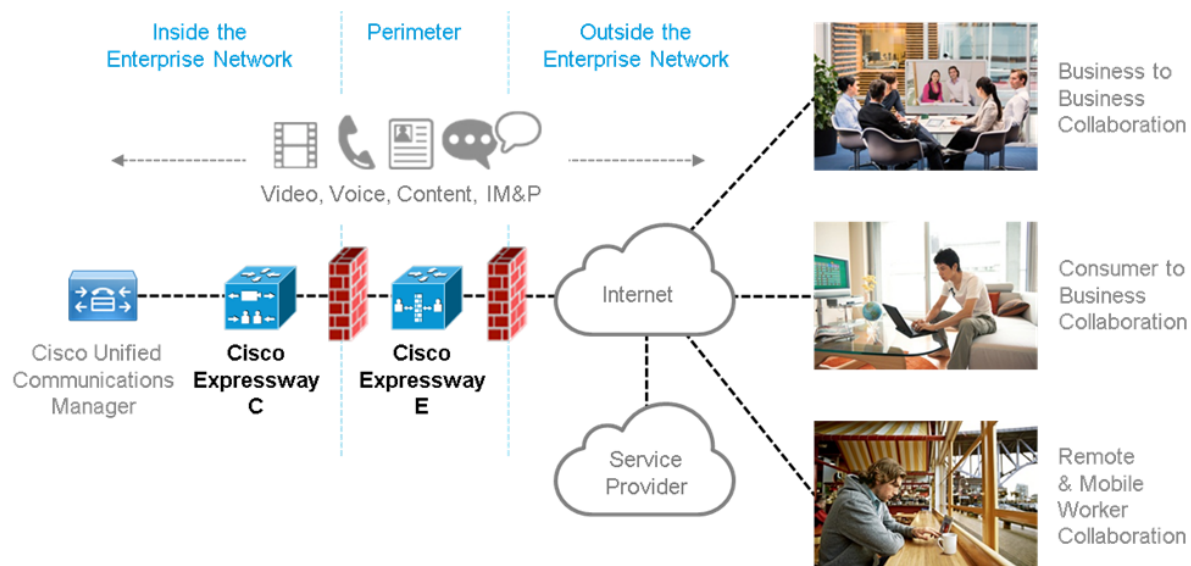 Inside the
Enterprise Network
Perimeter
Outside the
Enterprise Network
Video, Voice, Content, IM&P
Cisco Unified
Communications
Manager
Cisco
Expressway
C
Cisco
Expressway
E
Internet
Service
Provider
Business to
Business
Collaboration
Consumer to
Business
Collaboration
Remote
& Mobile
Worker
Collaboration